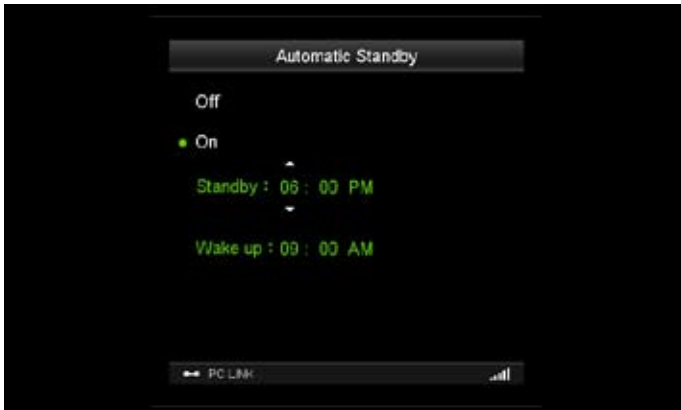 Automatic Standby
Off
On
Standby : 06 : 00 PM
Wake up : 09 : 00 AM
PC LINK